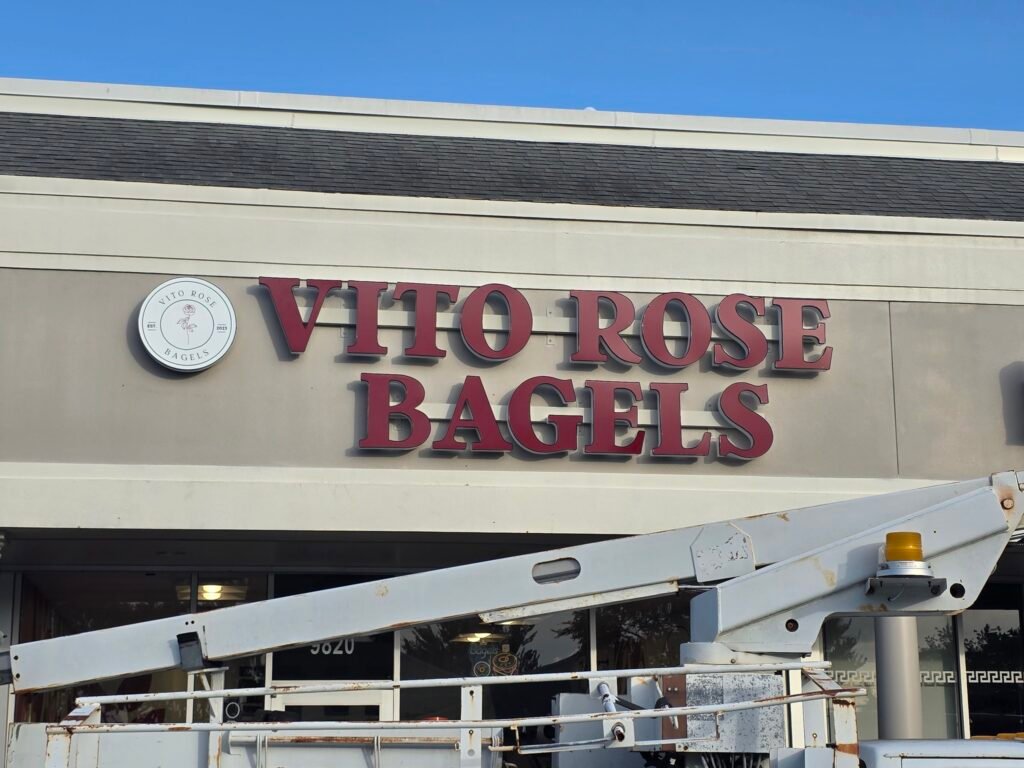 VITO ROSE
EST.
2023
BAGELS
VITO ROSE
BAGELS
9820